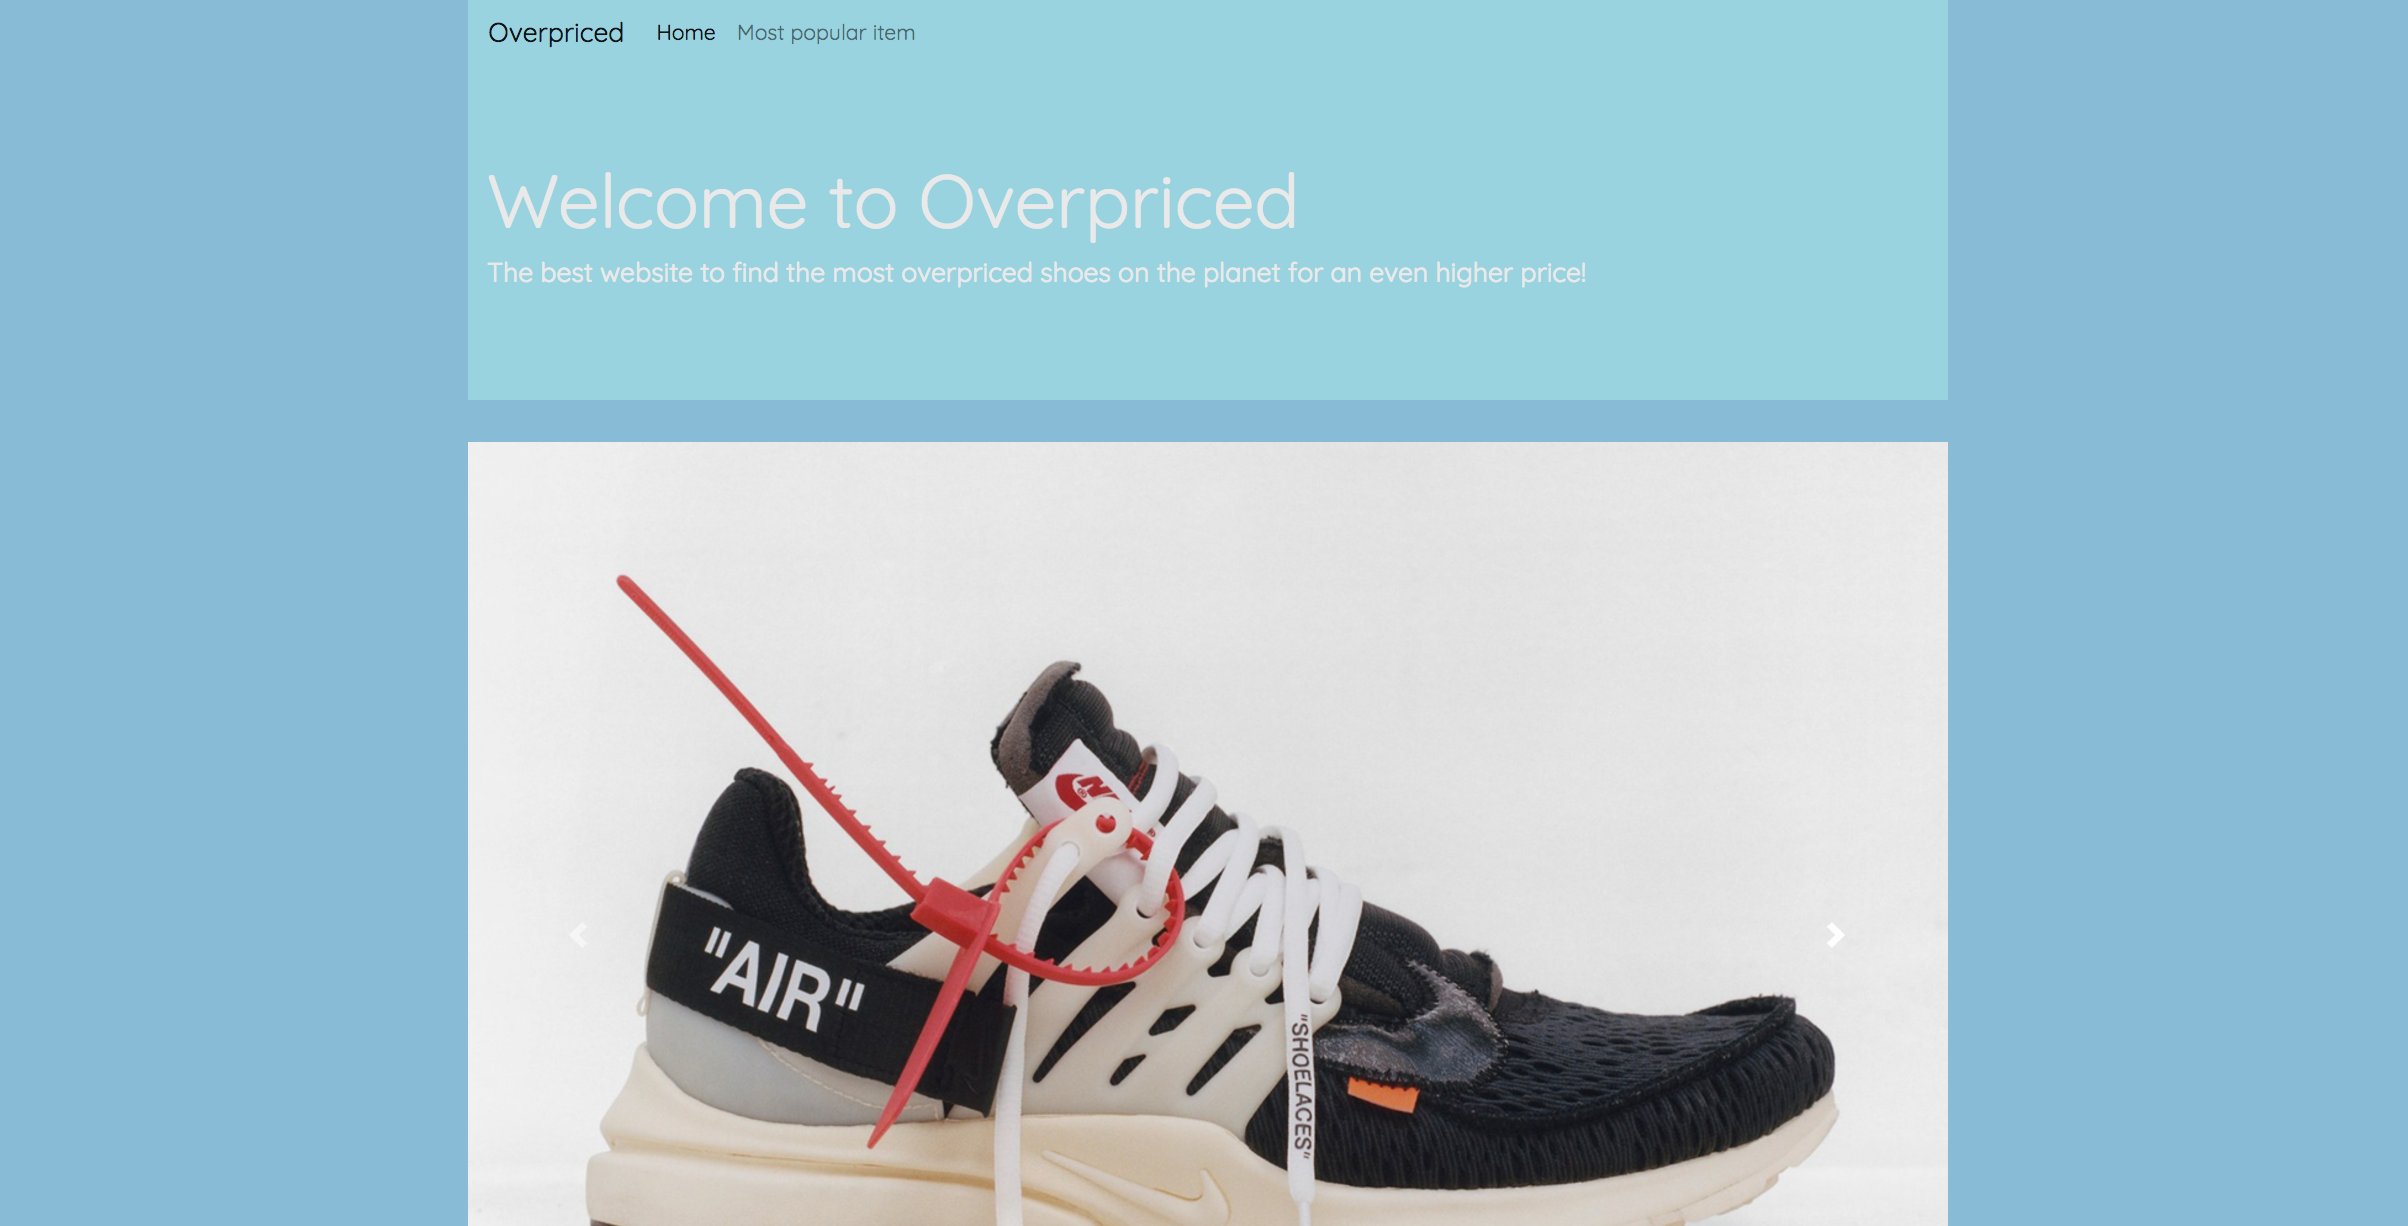 Overpriced Home Most popular item
Welcome to Overpriced
The best website to find the most overpriced shoes on the planet for an even higher price!
"AIR"
"SHOELACES"